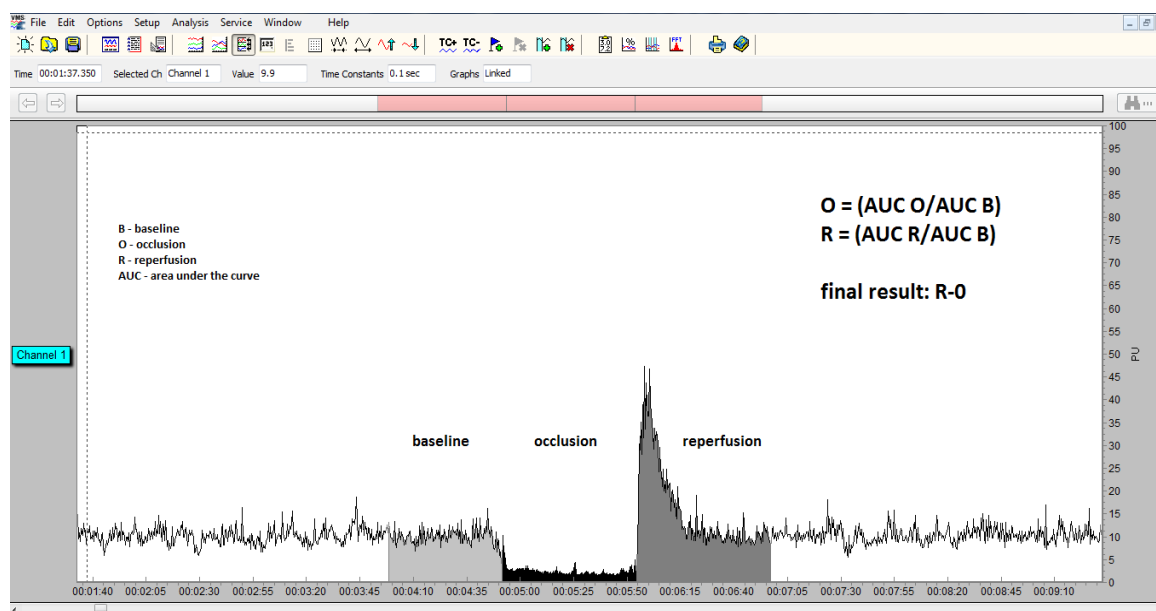 VMS File Edit Options Setup Analysis Service Window Help
TC+ TC- FFT
Time 00:01:37.350 Selected Ch Channel 1 Value 9.9 Time Constants 0.1 sec Graphs Linked
B - baseline
O - occlusion
R - reperfusion
AUC - area under the curve
O = (AUC O/AUC B)
R = (AUC R/AUC B)
final result: R-0
Channel 1
baseline occlusion reperfusion
100
95
90
85
80
75
70
65
60
55
50
45
40
35
30
25
20
15
10
5
0
PU
00:01:40 00:02:05 00:02:30 00:02:55 00:03:20 00:03:45 00:04:10 00:04:35 00:05:00 00:05:25 00:05:50 00:06:15 00:06:40 00:07:05 00:07:30 00:07:55 00:08:20 00:08:45 00:09:10